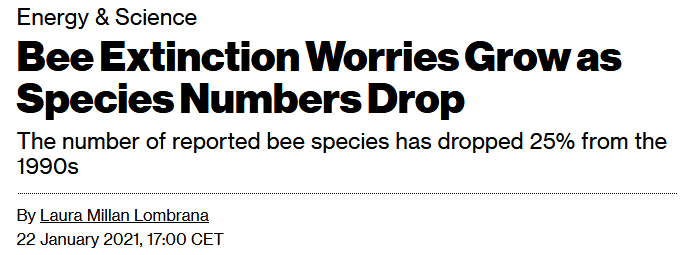 Energy & Science
Bee Extinction Worries Grow as
Species Numbers Drop
The number of reported bee species has dropped 25% from the
1990s
By Laura Millan Lombrana
22 January 2021, 17:00 CET